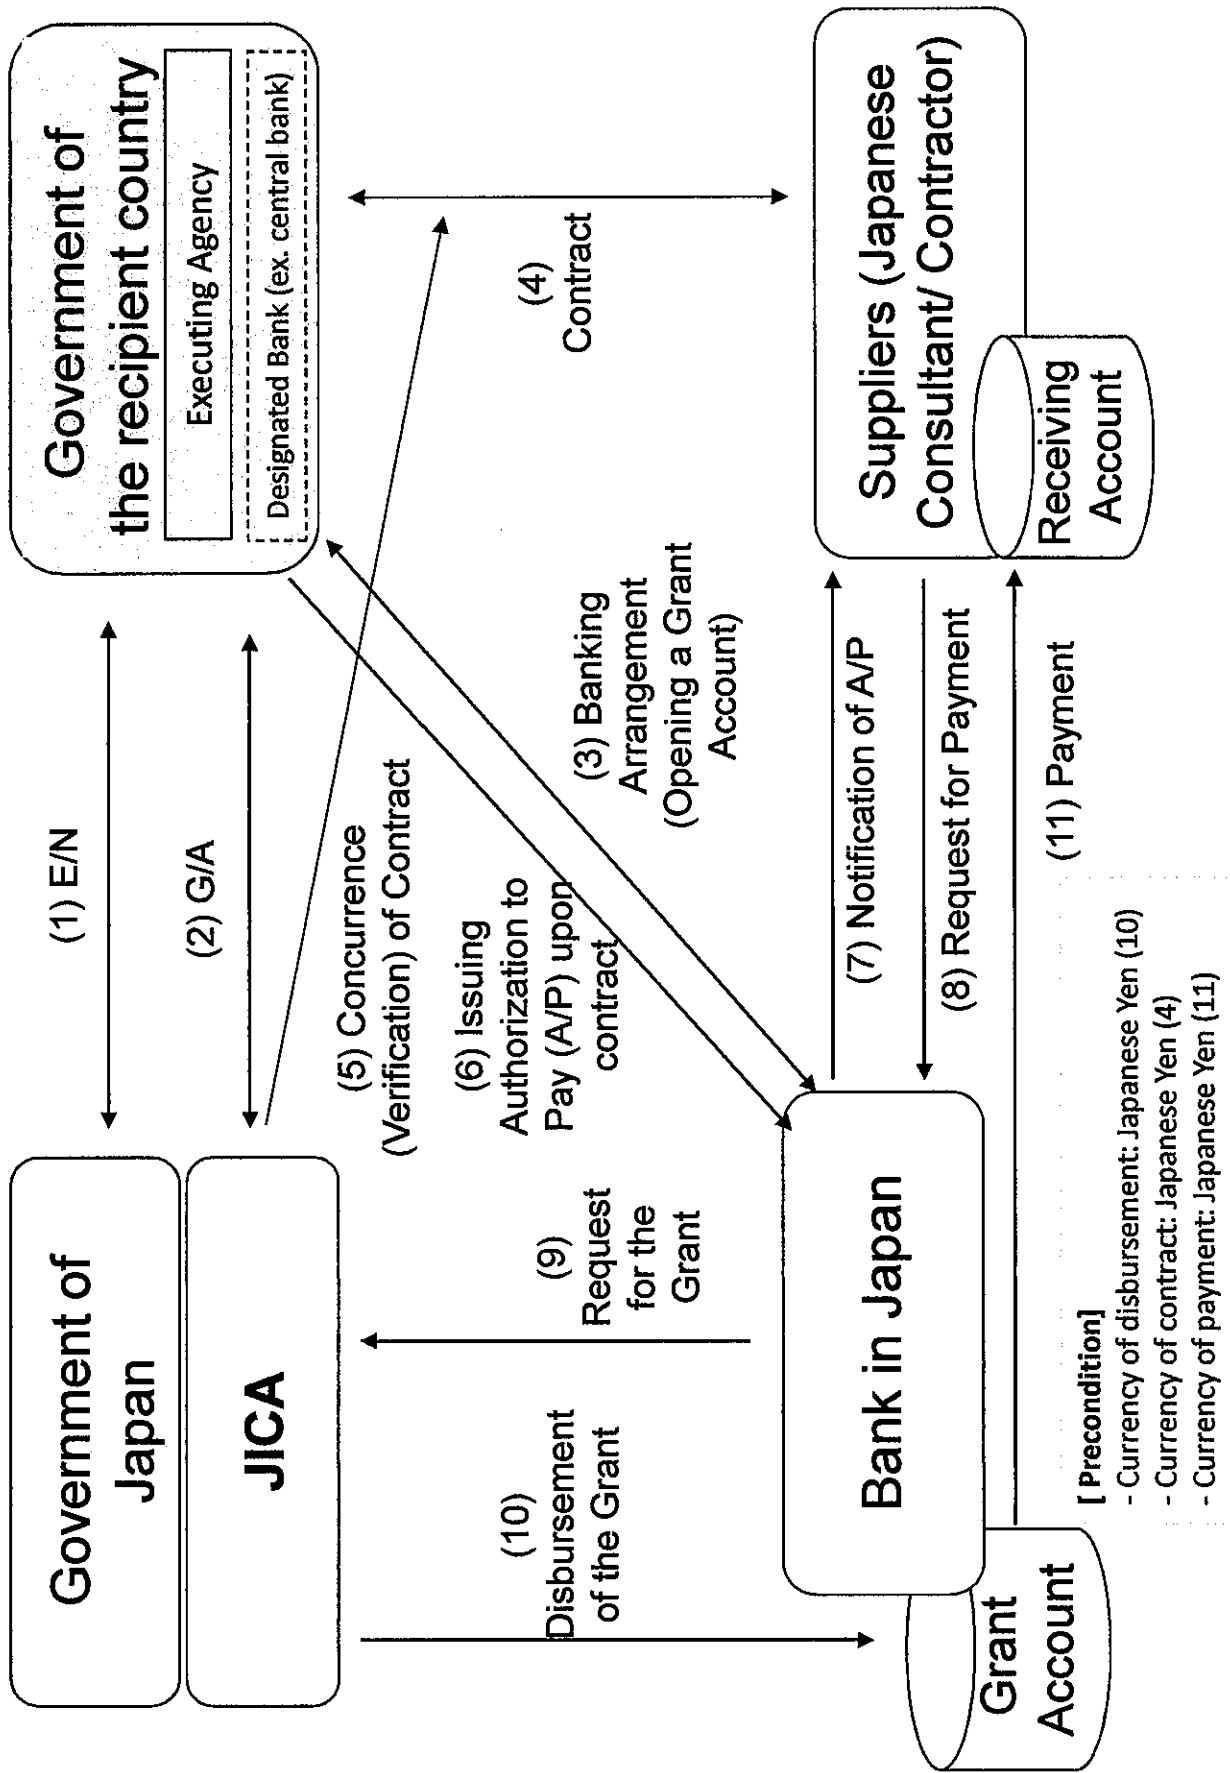 Government of
Japan
JICA
(1) E/N
(2) G/A
Government of
the recipient country
Executing Agency
Designated Bank (ex. central bank)
(5) Concurrence
(Verification) of Contract
(6) Issuing
Authorization to
Pay (A/P) upon
contract
(3) Banking
Arrangement
(Opening a Grant
Account)
(4)
Contract
(10)
Disbursement
of the Grant
(9)
Request
for the
Grant
Bank in Japan
Grant
Account
(7) Notification of A/P
(8) Request for Payment
(11) Payment
Suppliers (Japanese
Consultant/ Contractor)
Receiving
Account
[ Precondition]
- Currency of disbursement: Japanese Yen (10)
- Currency of contract: Japanese Yen (4)
- Currency of payment: Japanese Yen (11)